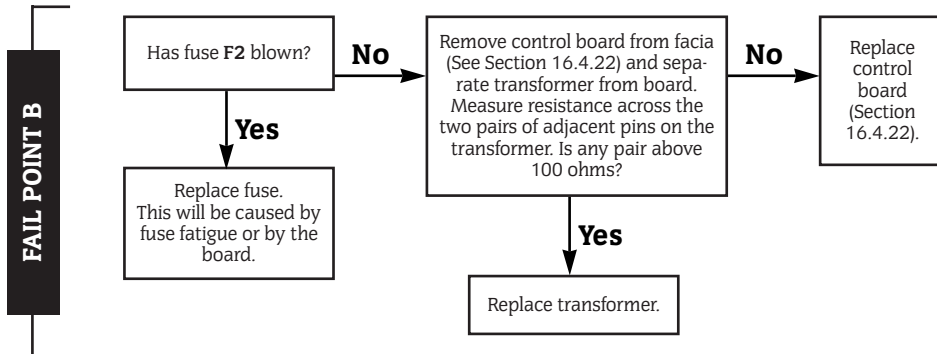 FAIL POINT B
Has fuse F2 blown?
No
Remove control board from facia
(See Section 16.4.22) and sepa-
rate transformer from board.
Measure resistance across the
two pairs of adjacent pins on the
transformer. Is any pair above
100 ohms?
No
Replace
control
board
(Section
16.4.22).
Yes
Replace fuse.
This will be caused by
fuse fatigue or by the
board.
Yes
Replace transformer.